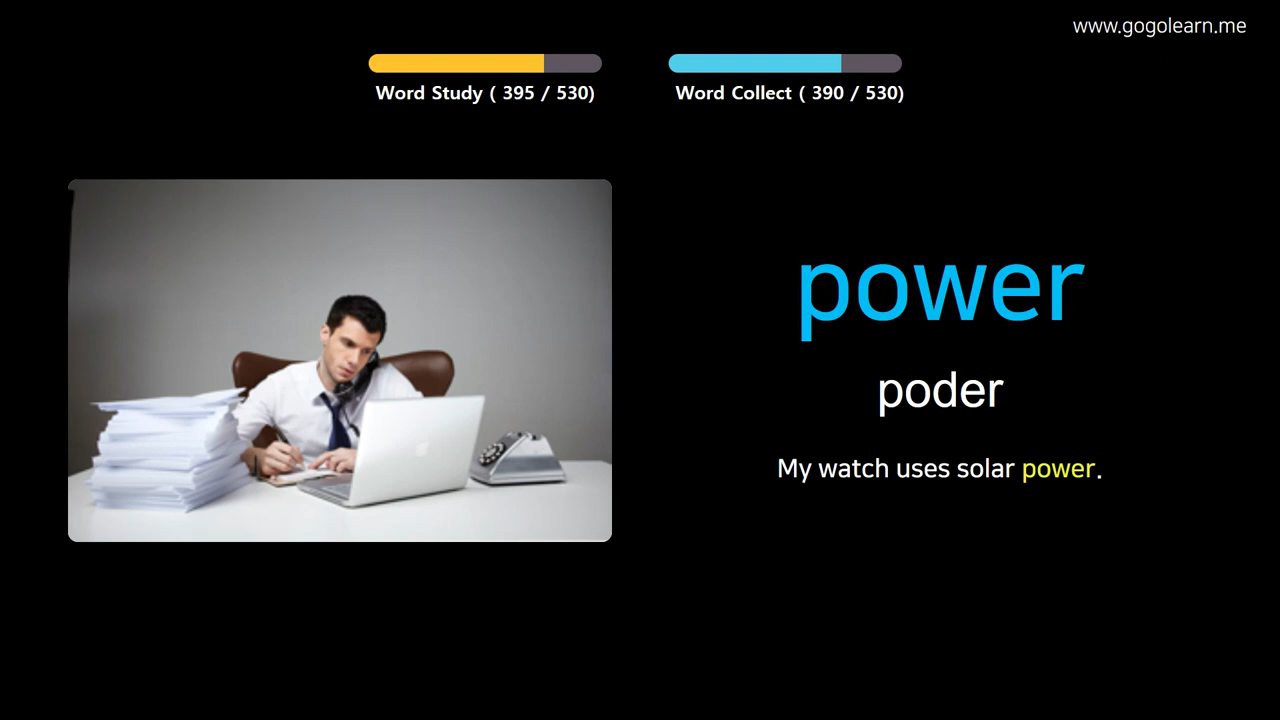 www.gogolearn.me
Word Study ( 395 / 530)
Word Collect ( 390 / 530)
power
poder
My watch uses solar power.